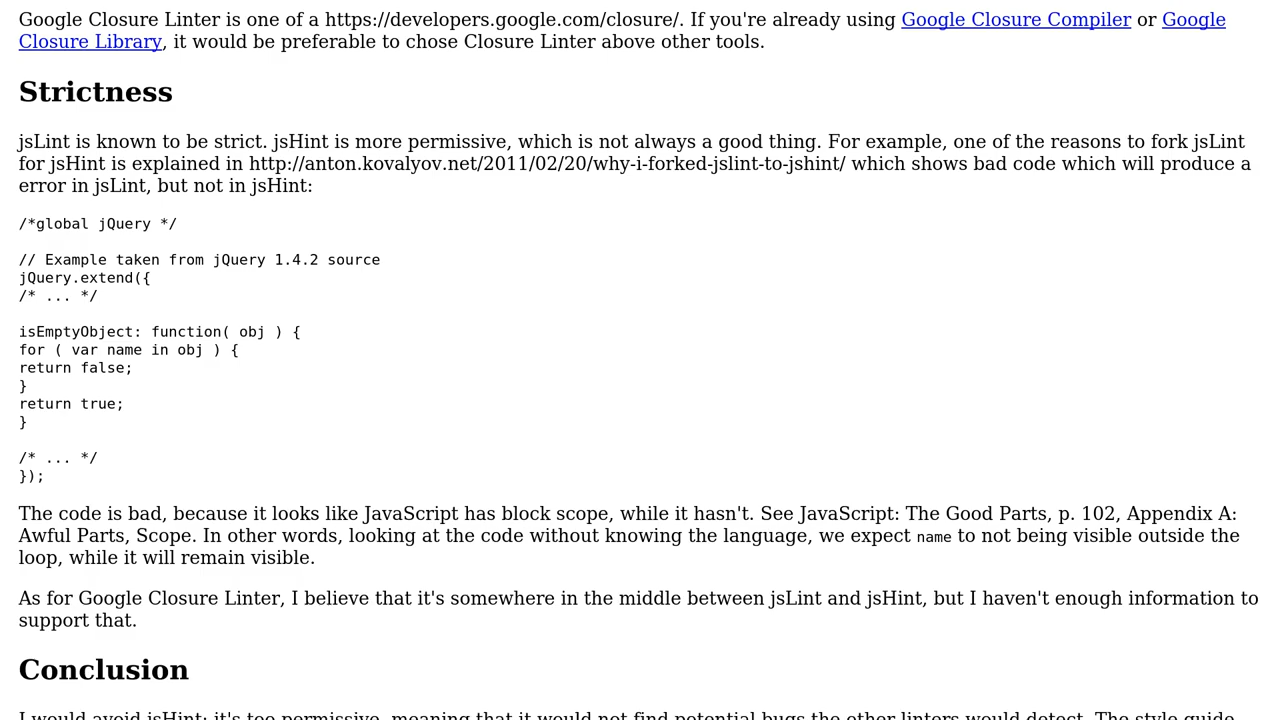 Google Closure Linter is one of a https://developers.google.com/closure/. If you're already using Google Closure Compiler or Google
Closure Library, it would be preferable to chose Closure Linter above other tools.
Strictness
jsLint is known to be strict. jsHint is more permissive, which is not always a good thing. For example, one of the reasons to fork jsLint
for jsHint is explained in http://anton.kovalyov.net/2011/02/20/why-i-forked-jslint-to-jshint/ which shows bad code which will produce a
error in jsLint, but not in jsHint:
/*global jQuery */
// Example taken from jQuery 1.4.2 source
jQuery.extend({
/* ... */
isEmptyObject: function( obj ) {
for ( var name in obj ) {
return false;
}
return true;
}
/* ... */
});
The code is bad, because it looks like JavaScript has block scope, while it hasn't. See JavaScript: The Good Parts, p. 102, Appendix A:
Awful Parts, Scope. In other words, looking at the code without knowing the language, we expect name to not being visible outside the
loop, while it will remain visible.
As for Google Closure Linter, I believe that it's somewhere in the middle between jsLint and jsHint, but I haven't enough information to
support that.
Conclusion
I would avoid jsHint: it's too permissive, meaning that it would not find potential bugs the other linters would detect. The style guide